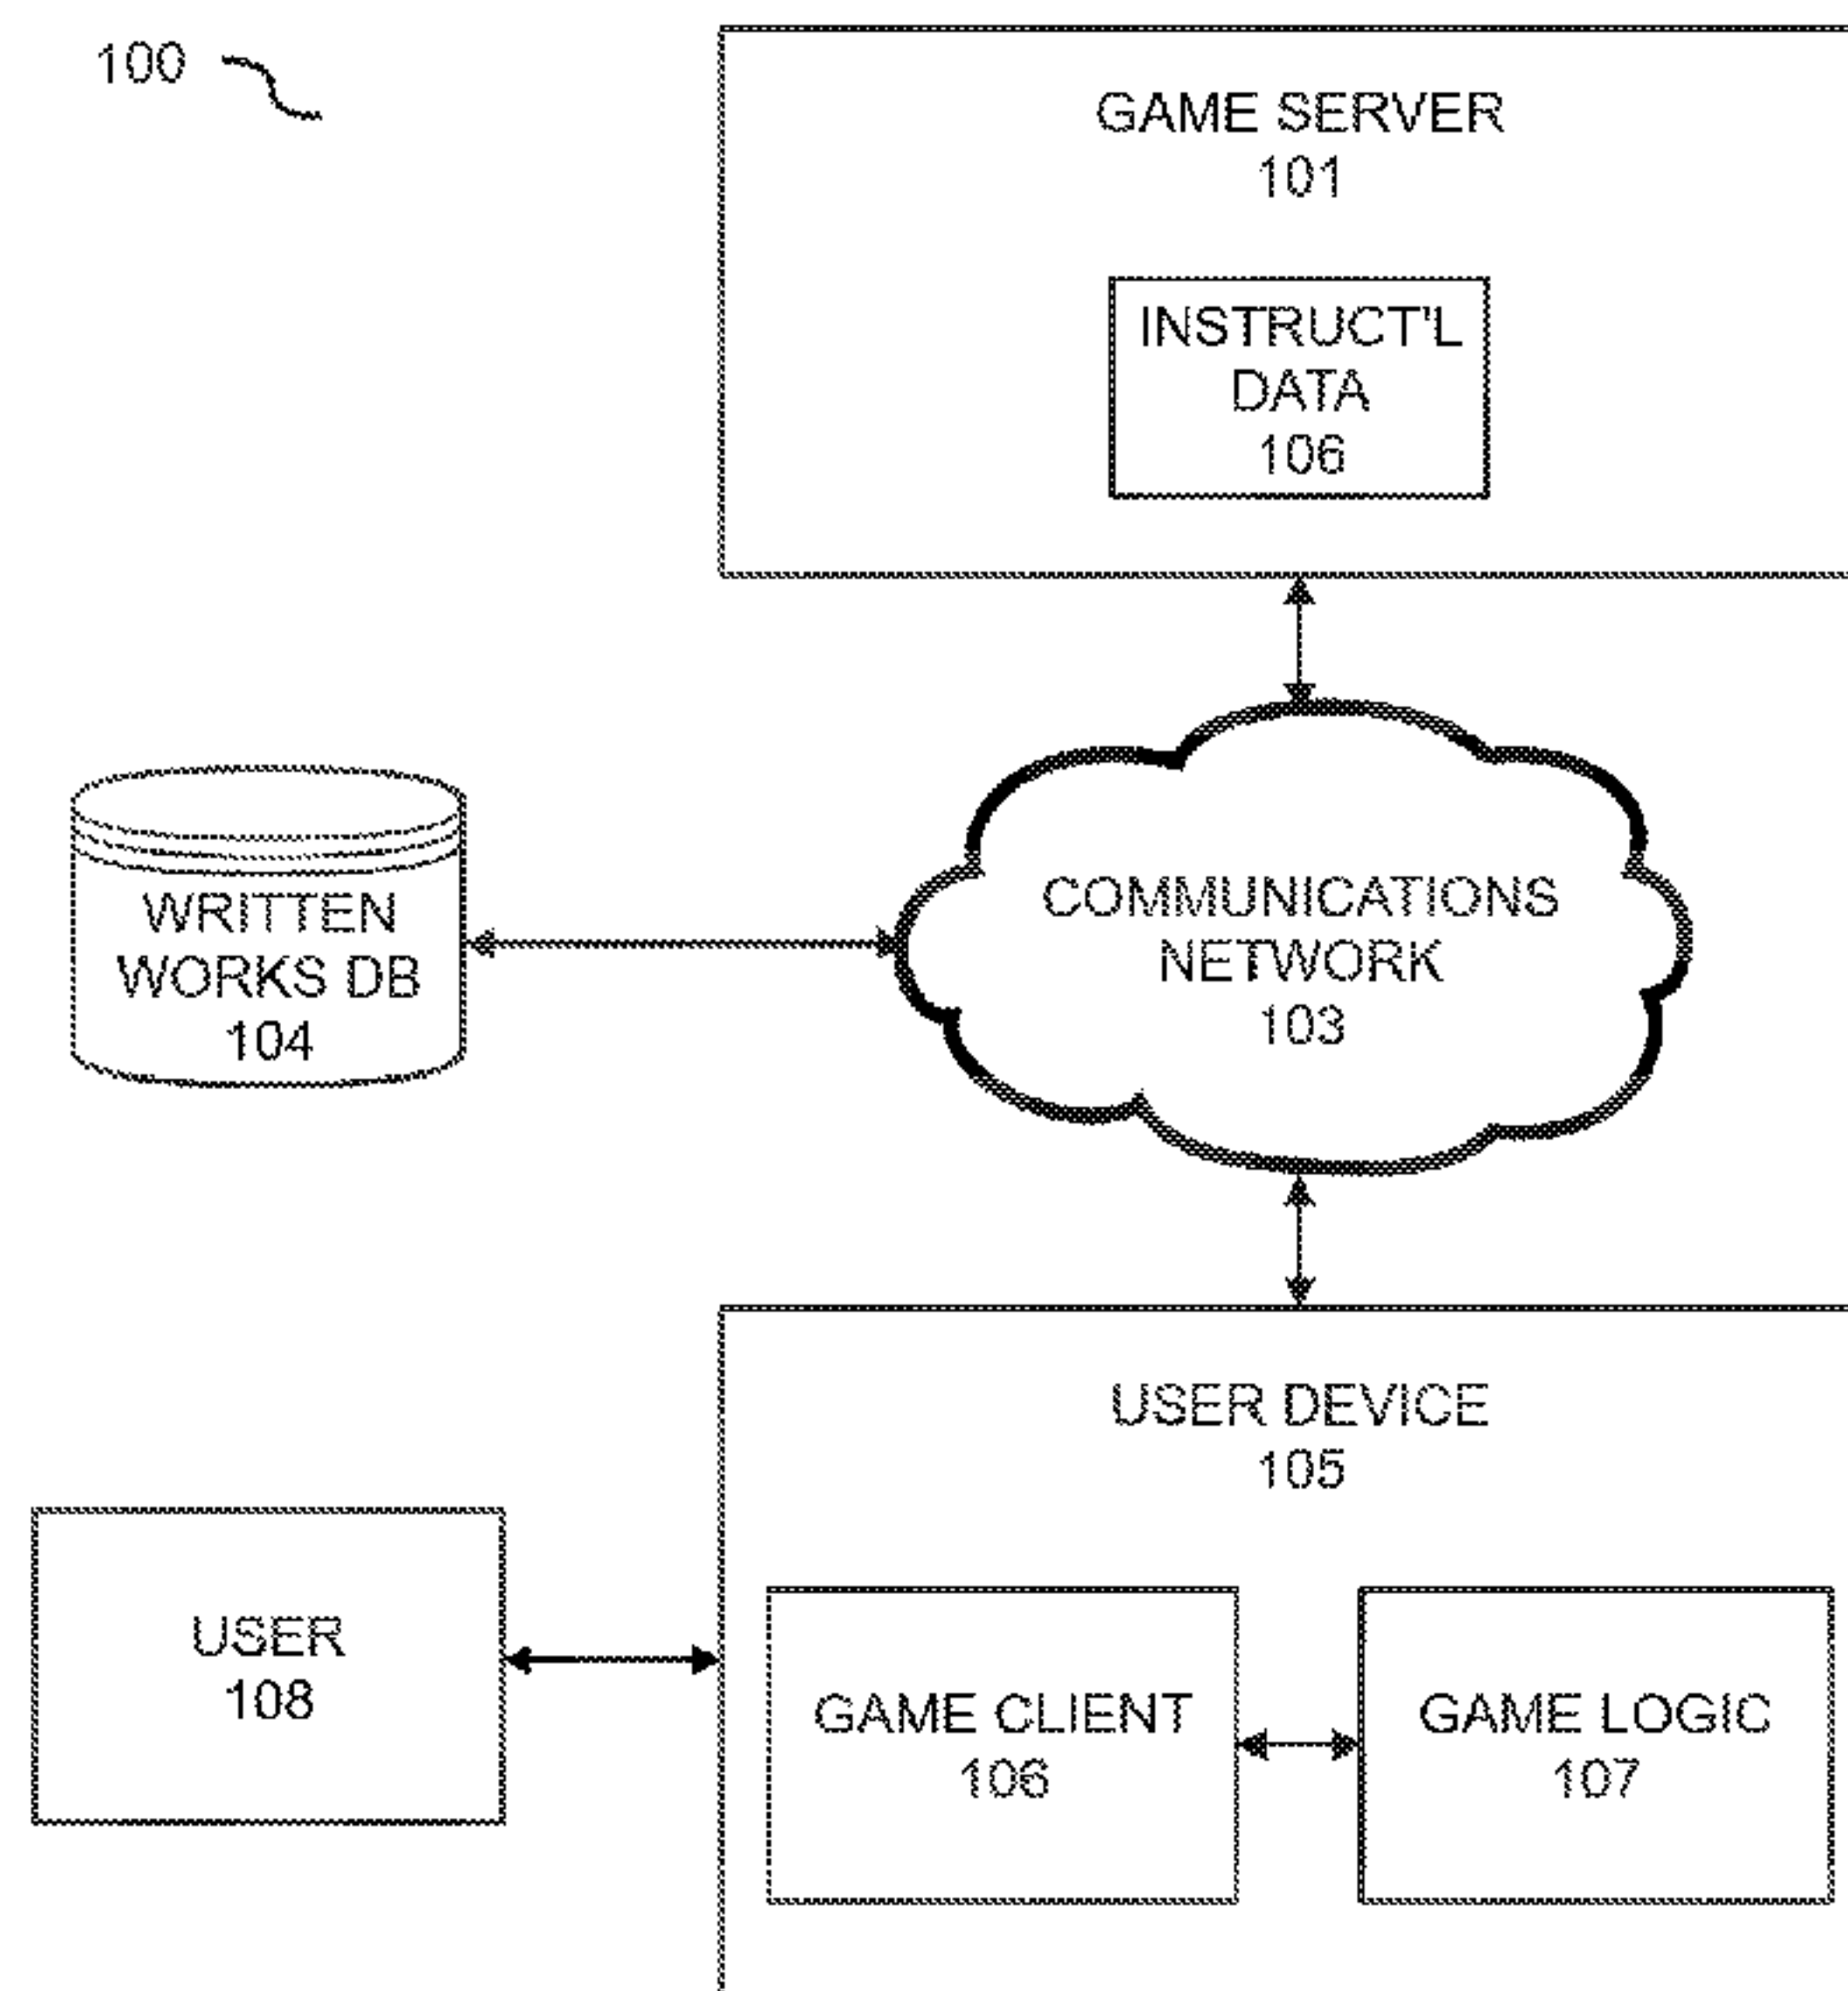 100
GAME SERVER
101
INSTRUCT'L
DATA
106
WRITTEN
WORKS DB
104
COMMUNICATIONS
NETWORK
103
USER DEVICE
105
USER
108
GAME CLIENT
106
GAME LOGIC
107